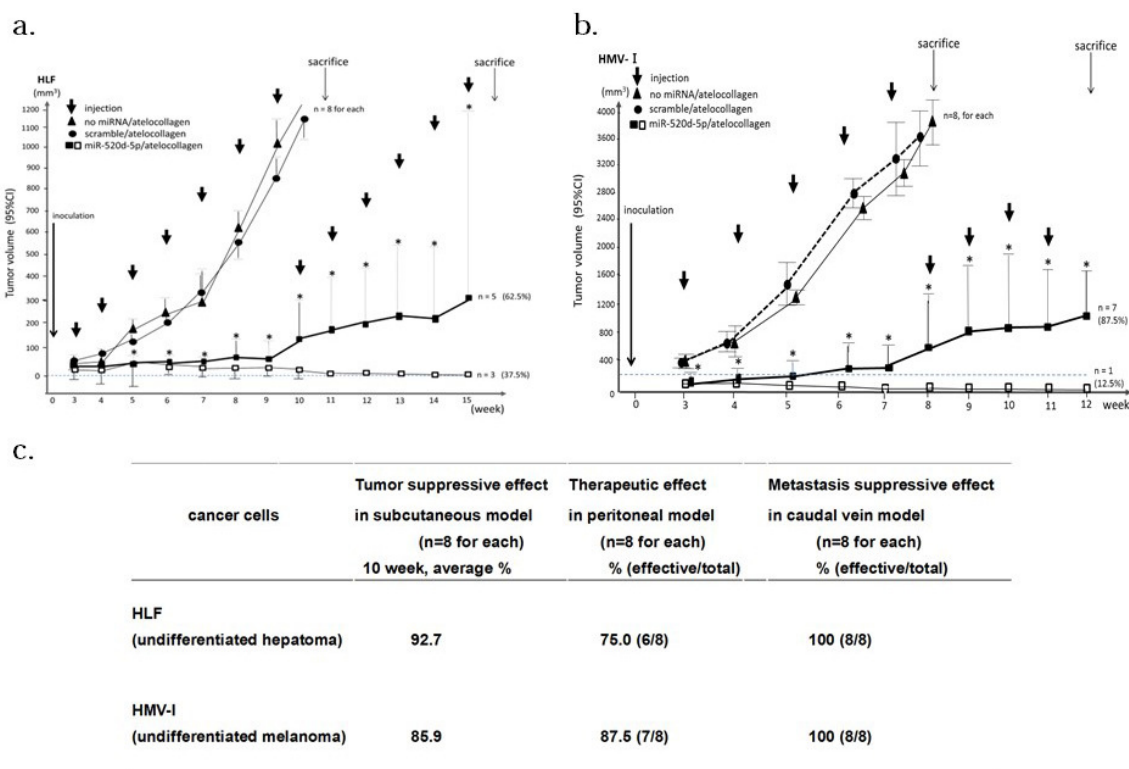 a.
sacrifice
sacrifice
HLF
(mm³)
injection
no miRNA/atelocollagen
scramble/atelocollagen
miR-520d-5p/atelocollagen
n = 8 for each
Tumor volume (95%CI)
1200
1100
1000
900
800
700
600
500
400
300
200
100
0
inoculation
* * * * * * * * * * *
n = 5 (62.5%)
n = 3 (37.5%)
0 3 4 5 6 7 8 9 10 11 12 13 14 15
(week)
b.
sacrifice
sacrifice
HMV- I
(mm³)
injection
no miRNA/atelocollagen
scramble/atelocollagen
miR-520d-5p/atelocollagen
n=8, for each
Tumor volume (95%CI)
4000
3600
3200
2800
2400
2000
1600
1200
800
400
0
inoculation
* * * * * * * * * *
n = 7
(87.5%)
n = 1
(12.5%)
0 3 4 5 6 7 8 9 10 11 12 week
c.
cancer cells
Tumor suppressive effect
in subcutaneous model
(n=8 for each)
10 week, average %
Therapeutic effect
in peritoneal model
(n=8 for each)
% (effective/total)
Metastasis suppressive effect
in caudal vein model
(n=8 for each)
% (effective/total)
HLF
(undifferentiated hepatoma) 92.7 75.0 (6/8) 100 (8/8)
HMV-I
(undifferentiated melanoma) 85.9 87.5 (7/8) 100 (8/8)